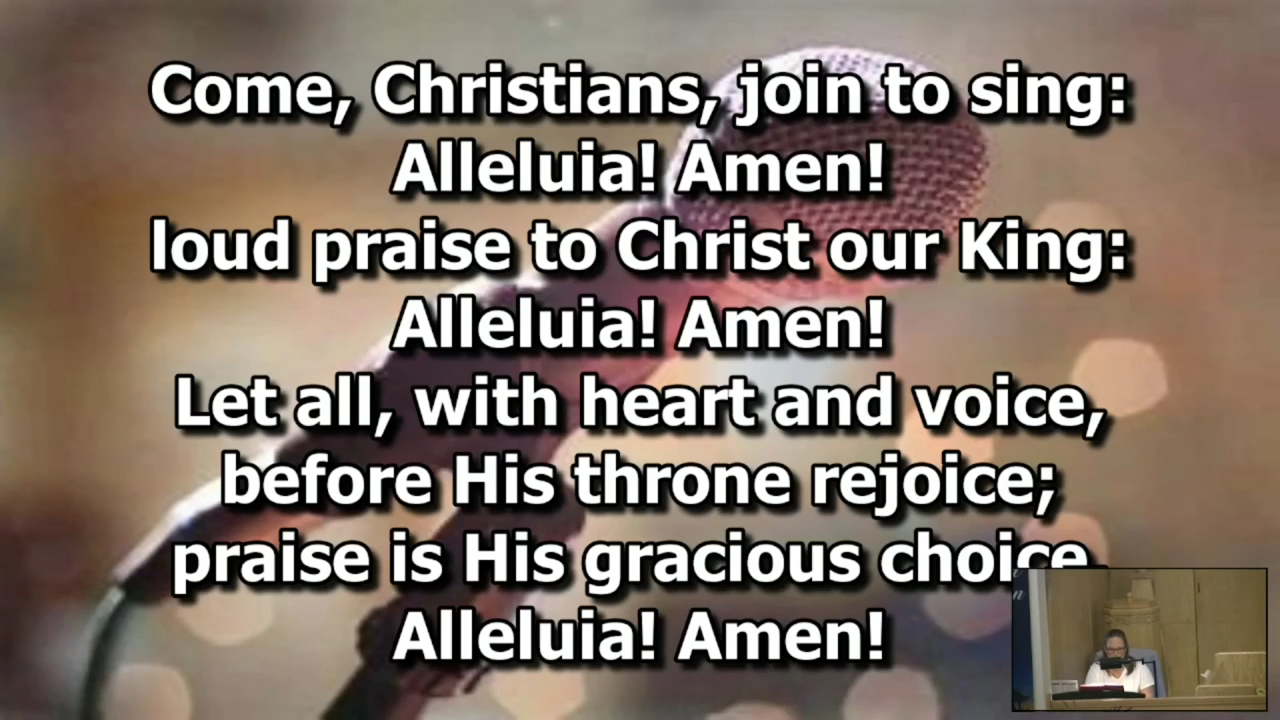 Come, Christians, join to sing:
Alleluia! Amen!
loud praise to Christ our King:
Alleluia! Amen!
Let all, with heart and voice,
before His throne rejoice;
praise is His gracious choice.
Alleluia! Amen!